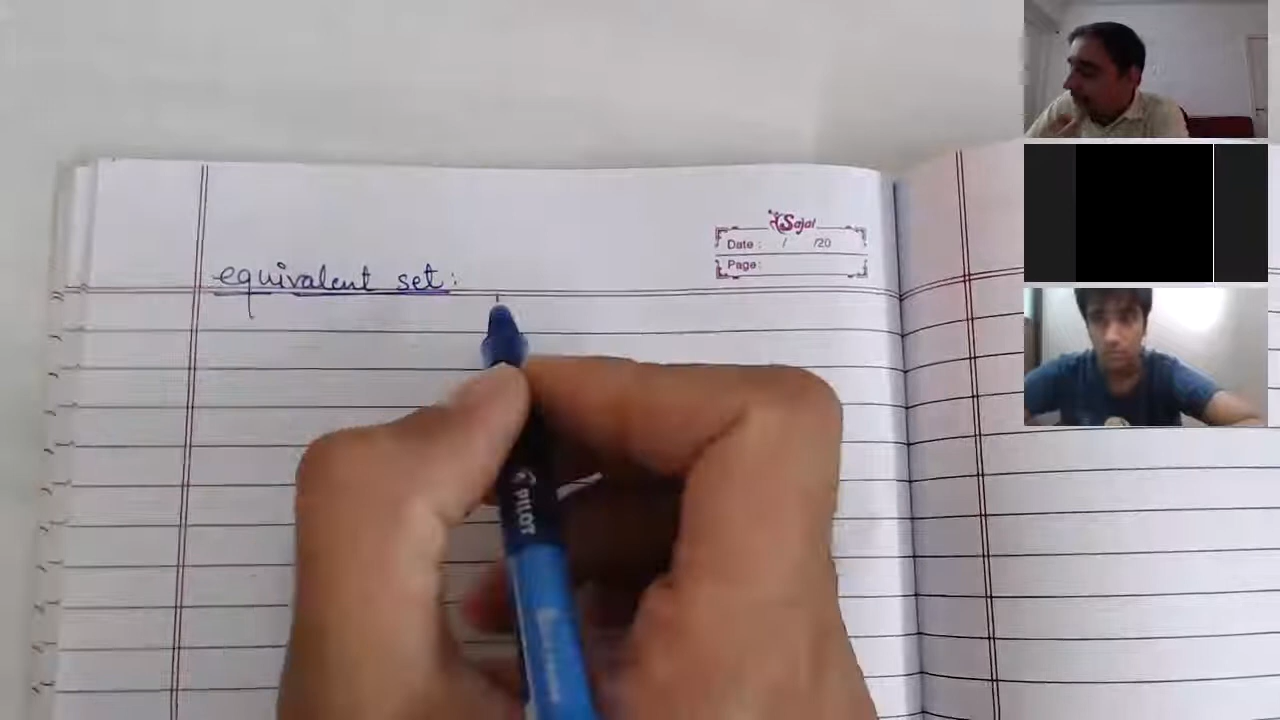 Sajal
Date : / /20
equivalent set:
Page:
PILOT